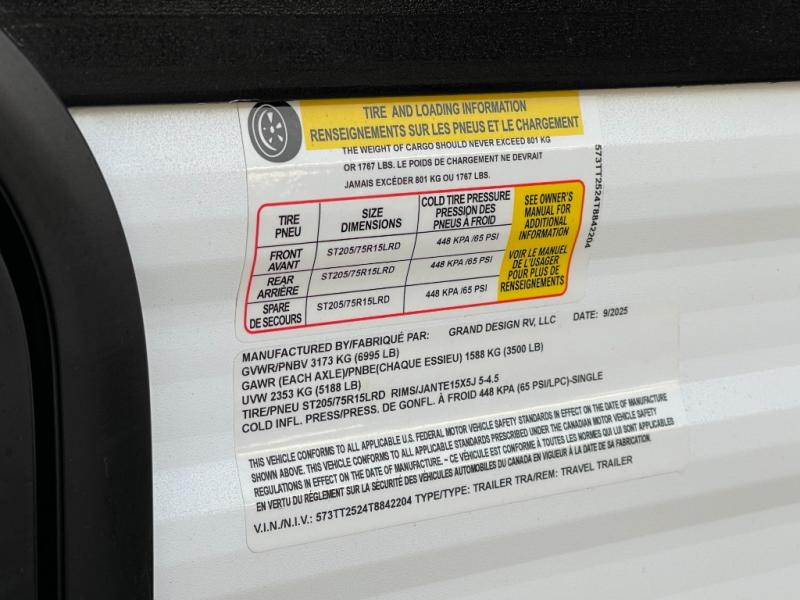 TIRE AND LOADING INFORMATION
RENSEIGNEMENTS SUR LES PNEUS ET LE CHARGEMENT
THE WEIGHT OF CARGO SHOULD NEVER EXCEED 801 KG
OR 1767 LBS. LE POIDS DE CHARGEMENT NE DEVRAIT
JAMAIS EXCÉDER 801 KG OU 1767 LBS.
TIRE
PNEU
SIZE
DIMENSIONS
COLD TIRE PRESSURE
PRESSION DES
PNEUS À FROID
FRONT
AVANT
ST205/75R15LRD
448 KPA /65 PSI
REAR
ARRIÈRE
ST205/75R15LRD
448 KPA /65 PSI
SPARE
DE SECOURS
ST205/75R15LRD
448 KPA /65 PSI
SEE OWNER'S
MANUAL FOR
ADDITIONAL
INFORMATION
VOIR LE MANUEL
DE L'USAGER
POUR PLUS DE
RENSEIGNEMENTS
573TT2524T8842204
MANUFACTURED BY/FABRIQUÉ PAR: GRAND DESIGN RV, LLC DATE: 9/2025
GVWR/PNBV 3173 KG (6995 LB)
GAWR (EACH AXLE)/PNBE(CHAQUE ESSIEU) 1588 KG (3500 LB)
UVW 2353 KG (5188 LB)
TIRE/PNEU ST205/75R15LRD RIMS/JANTE15X5J 5-4.5
COLD INFL. PRESS/PRESS. DE GONFL. À FROID 448 KPA (65 PSI/LPC)-SINGLE
THIS VEHICLE CONFORMS TO ALL APPLICABLE U.S. FEDERAL MOTOR VEHICLE SAFETY STANDARDS IN EFFECT ON THE DATE OF MANUFACTURE
SHOWN ABOVE. THIS VEHICLE CONFORMS TO ALL APPLICABLE STANDARDS PRESCRIBED UNDER THE CANADIAN MOTOR VEHICLE SAFETY
REGULATIONS IN EFFECT ON THE DATE OF MANUFACTURE. - CE VÉHICULE EST CONFORME À TOUTES LES NORMES QUI LUI SONT APPLICABLES
EN VERTU DU RÈGLEMENT SUR LA SÉCURITÉ DES VÉHICULES AUTOMOBILES DU CANADA EN VIGUEUR À LA DATE DE SA FABRICATION.
V.I.N./N.I.V.: 573TT2524T8842204 TYPE/TYPE: TRAILER TRA/REM: TRAVEL TRAILER